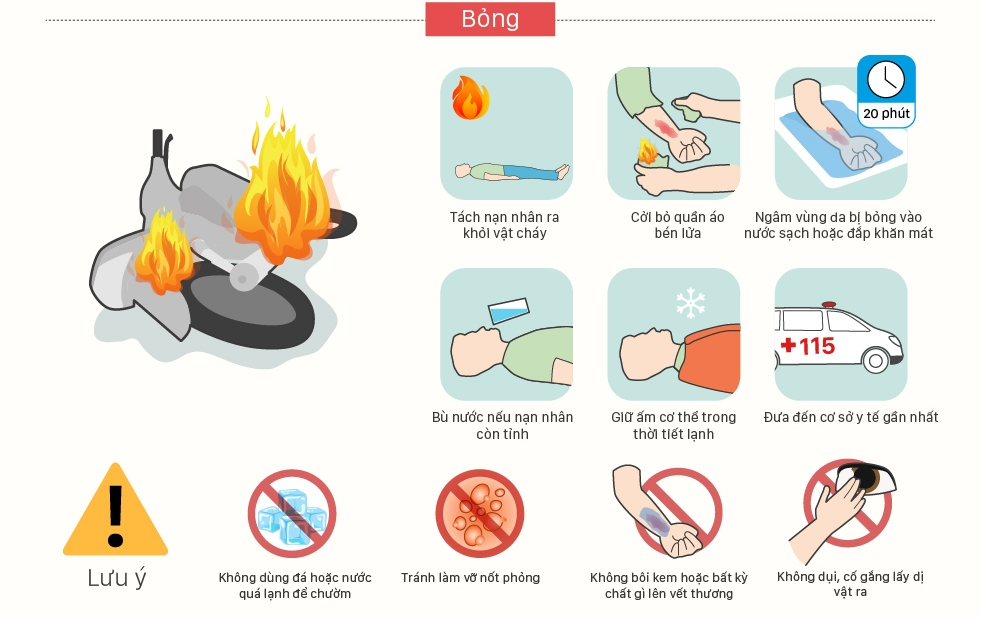 Bỏng
20 phút
Tách nạn nhân ra
khỏi vật cháy
Cởi bỏ quần áo
bén lửa
Ngâm vùng da bị bỏng vào
nước sạch hoặc đắp khăn mát
115
Bù nước nếu nạn nhân
còn tỉnh
Giữ ấm cơ thể trong
thời tiết lạnh
Đưa đến cơ sở y tế gần nhất
Lưu ý
Không dùng đá hoặc nước
quá lạnh để chườm
Tránh làm vỡ nốt phỏng
Không bôi kem hoặc bất kỳ
chất gì lên vết thương
Không dụi, cố gắng lấy dị
vật ra